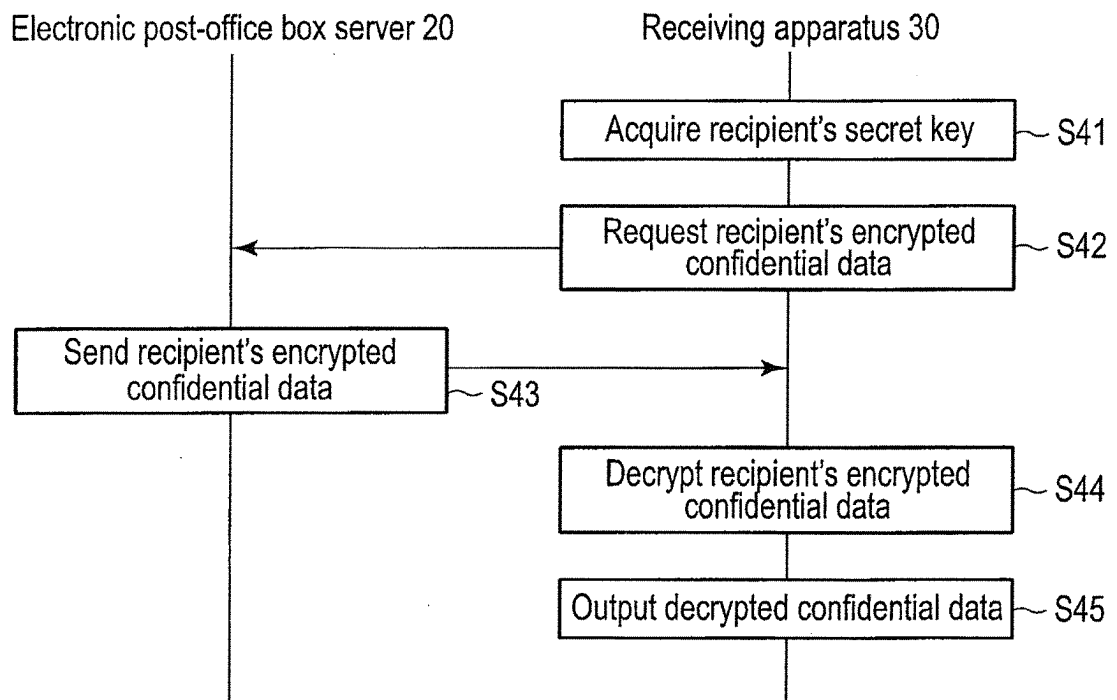 Electronic post-office box server 20
Receiving apparatus 30
Acquire recipient's secret key
S41
Request recipient's encrypted
confidential data
S42
Send recipient's encrypted
confidential data
S43
Decrypt recipient's encrypted
confidential data
S44
Output decrypted confidential data
S45